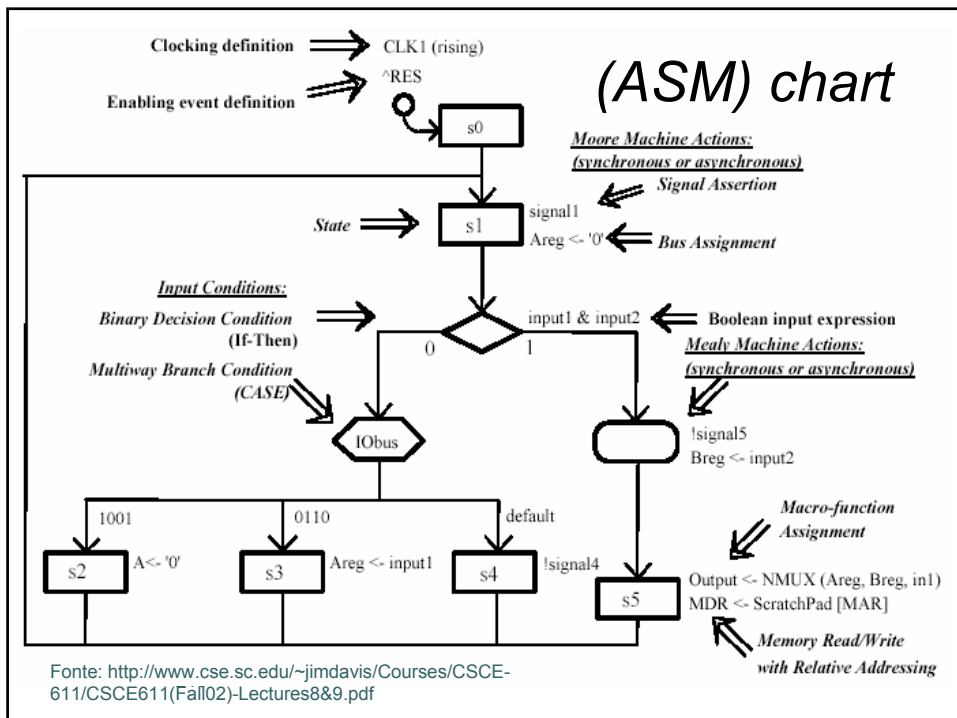 (ASM) chart
Clocking definition
CLK1 (rising)
^RES
Enabling event definition
s0
Moore Machine Actions:
(synchronous or asynchronous)
Signal Assertion
State
s1
signal1
Areg <- '0'
Bus Assignment
Input Conditions:
Binary Decision Condition
(If-Then)
input1 & input2
Boolean input expression
0
1
Mealy Machine Actions:
(synchronous or asynchronous)
Multiway Branch Condition
(CASE)
IObus
!signal5
Breg <- input2
1001
0110
default
Macro-function
Assignment
s2
A<- '0'
s3
Areg <- input1
s4
!signal4
s5
Output <- NMUX (Areg, Breg, in1)
MDR <- ScratchPad [MAR]
Memory Read/Write
with Relative Addressing
Fonte: http://www.cse.sc.edu/~jimdavis/Courses/CSCE-
611/CSCE611(Fall02)-Lectures8&9.pdf